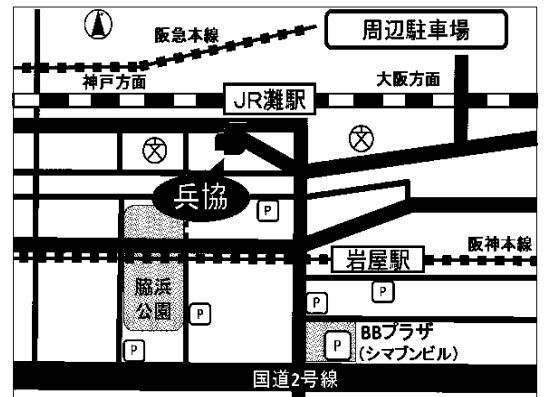 阪急本線
周辺駐車場
神戸方面
大阪方面
JR灘駅
文
文
兵協
P
阪神本線
岩屋駅
脇浜
公園
P
P
P
P
P
BBプラザ
(シマブンビル)
国道2号線